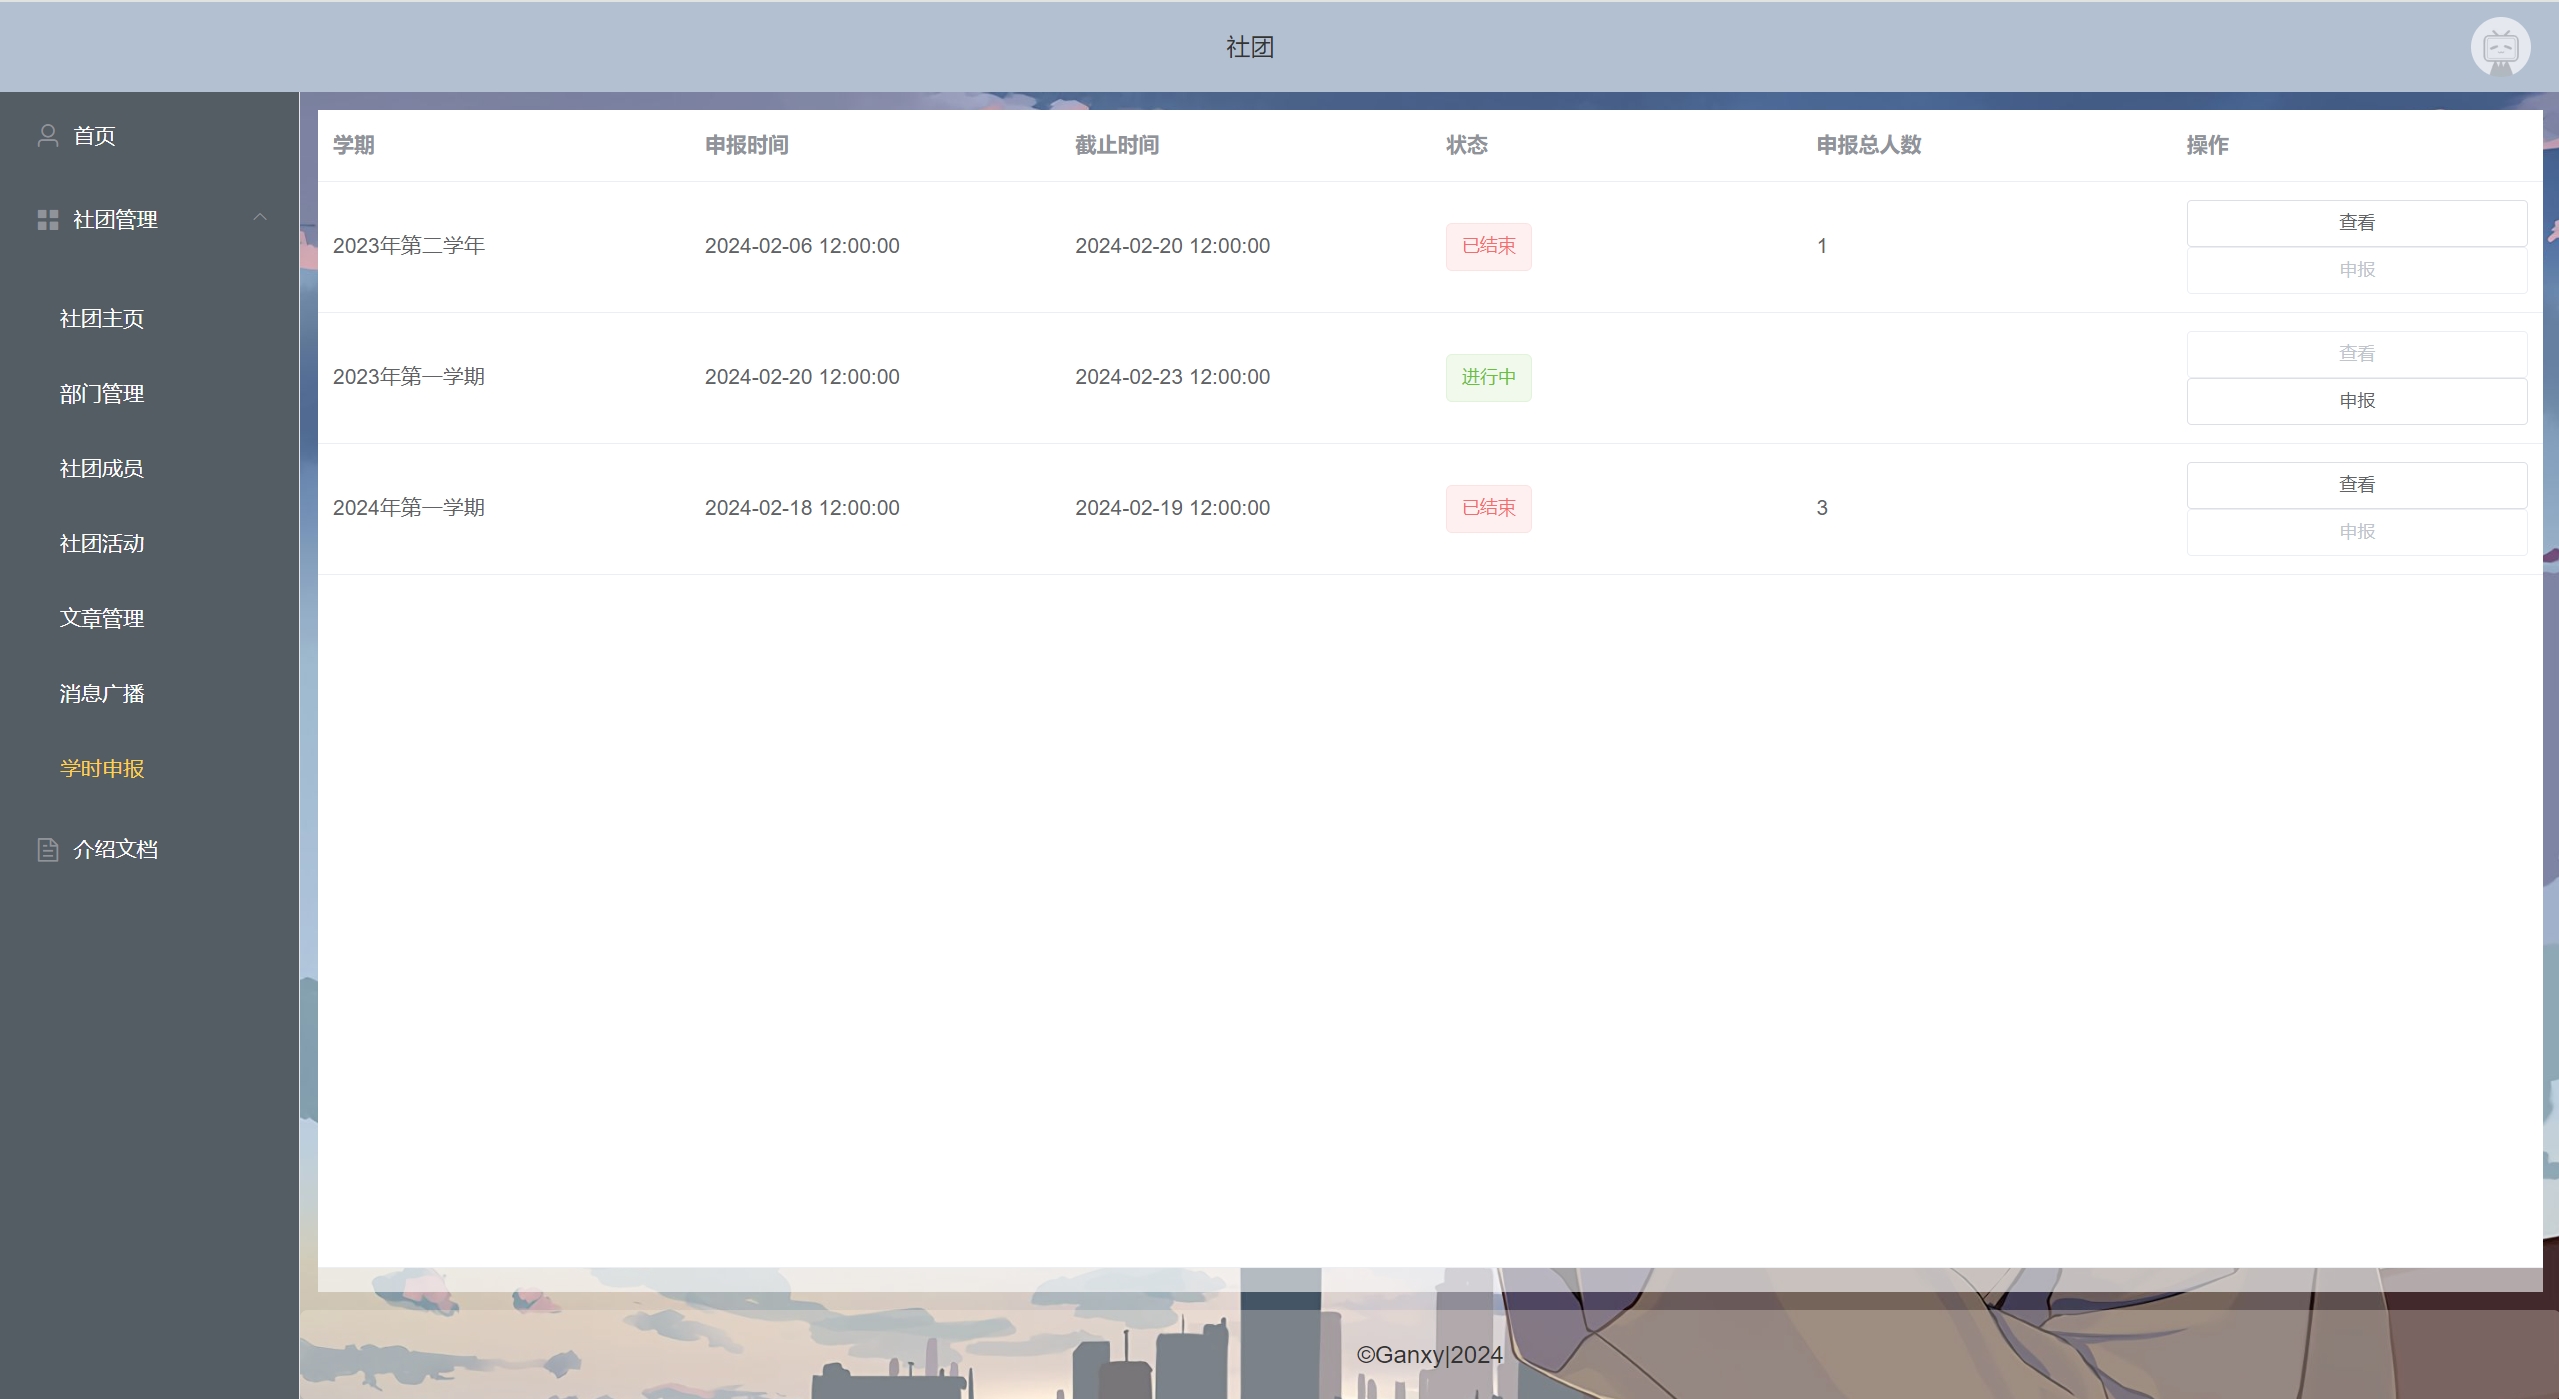 社团
首页
社团管理
社团主页
部门管理
社团成员
社团活动
文章管理
消息广播
学时申报
介绍文档
学期 申报时间 截止时间 状态 申报总人数 操作
2023年第二学年 2024-02-06 12:00:00 2024-02-20 12:00:00 已结束 1 查看
申报
2023年第一学期 2024-02-20 12:00:00 2024-02-23 12:00:00 进行中 查看
申报
2024年第一学期 2024-02-18 12:00:00 2024-02-19 12:00:00 已结束 3 查看
申报
©Ganxy|2024